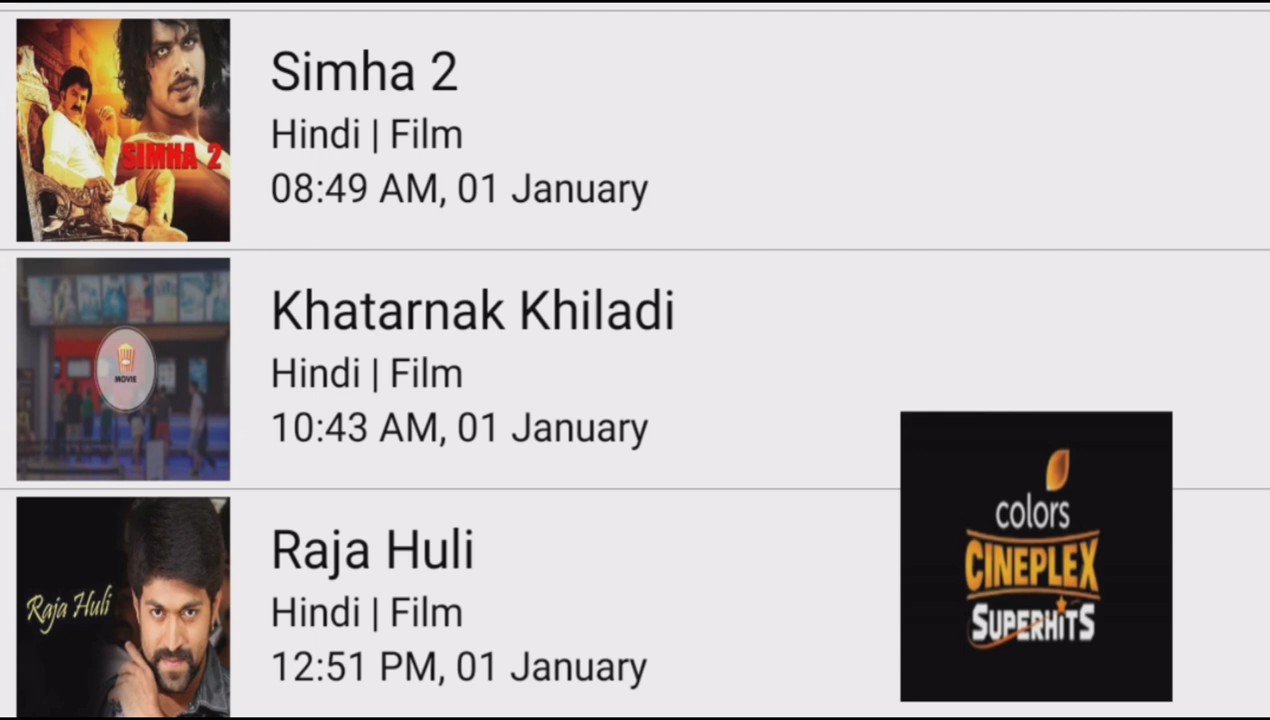 SIMHA 2
Simha 2
Hindi | Film
08:49 AM, 01 January
MOVIE
Khatarnak Khiladi
Hindi | Film
10:43 AM, 01 January
Raja Huli
Raja Huli
Hindi | Film
12:51 PM, 01 January
colors
CINEPLEX
SUPERHiTS